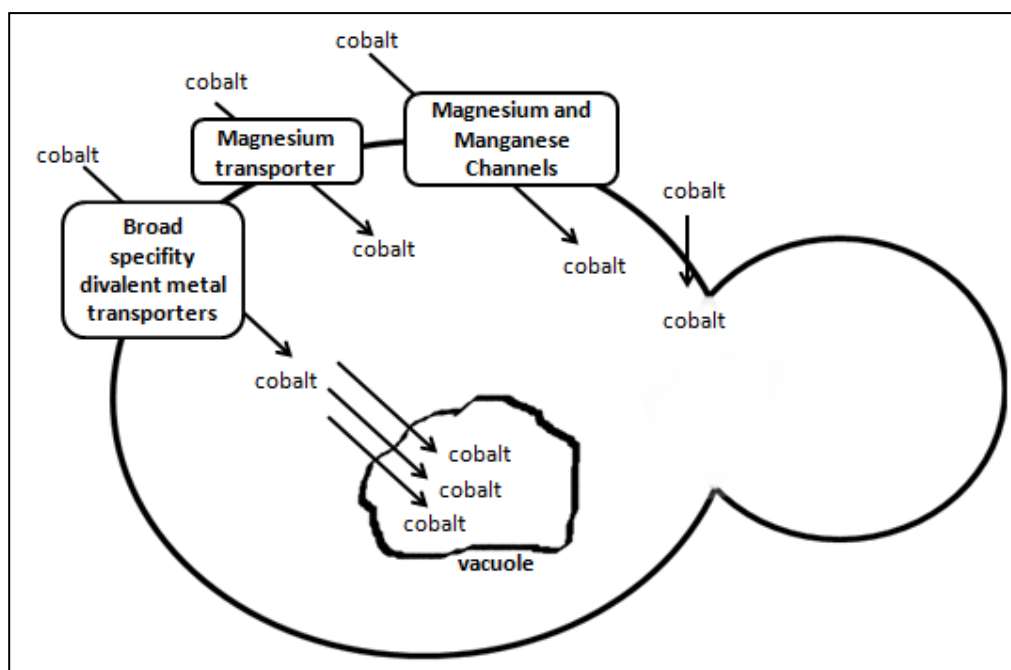 cobalt
cobalt
cobalt
Magnesium and
Manganese
Channels
Magnesium
transporter
cobalt
Broad
specifity
divalent metal
transporters
cobalt
cobalt
cobalt
cobalt
cobalt
cobalt
cobalt
vacuole